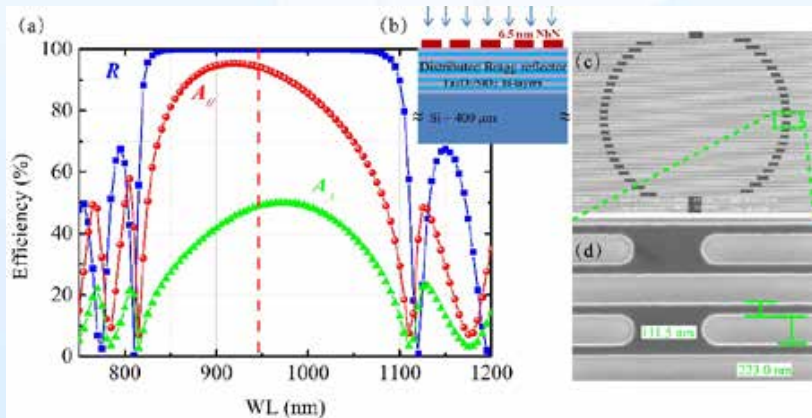 (a)
Efficiency (%)
100
80
60
40
20
0
R
A//
A⊥
800
900
1000
1100
1200
WL (nm)
(b)
6.5 nm NbN
Distributed Bragg reflector
Si ~ 400 μm
(c)
(d)
111.5 nm
223.0 nm